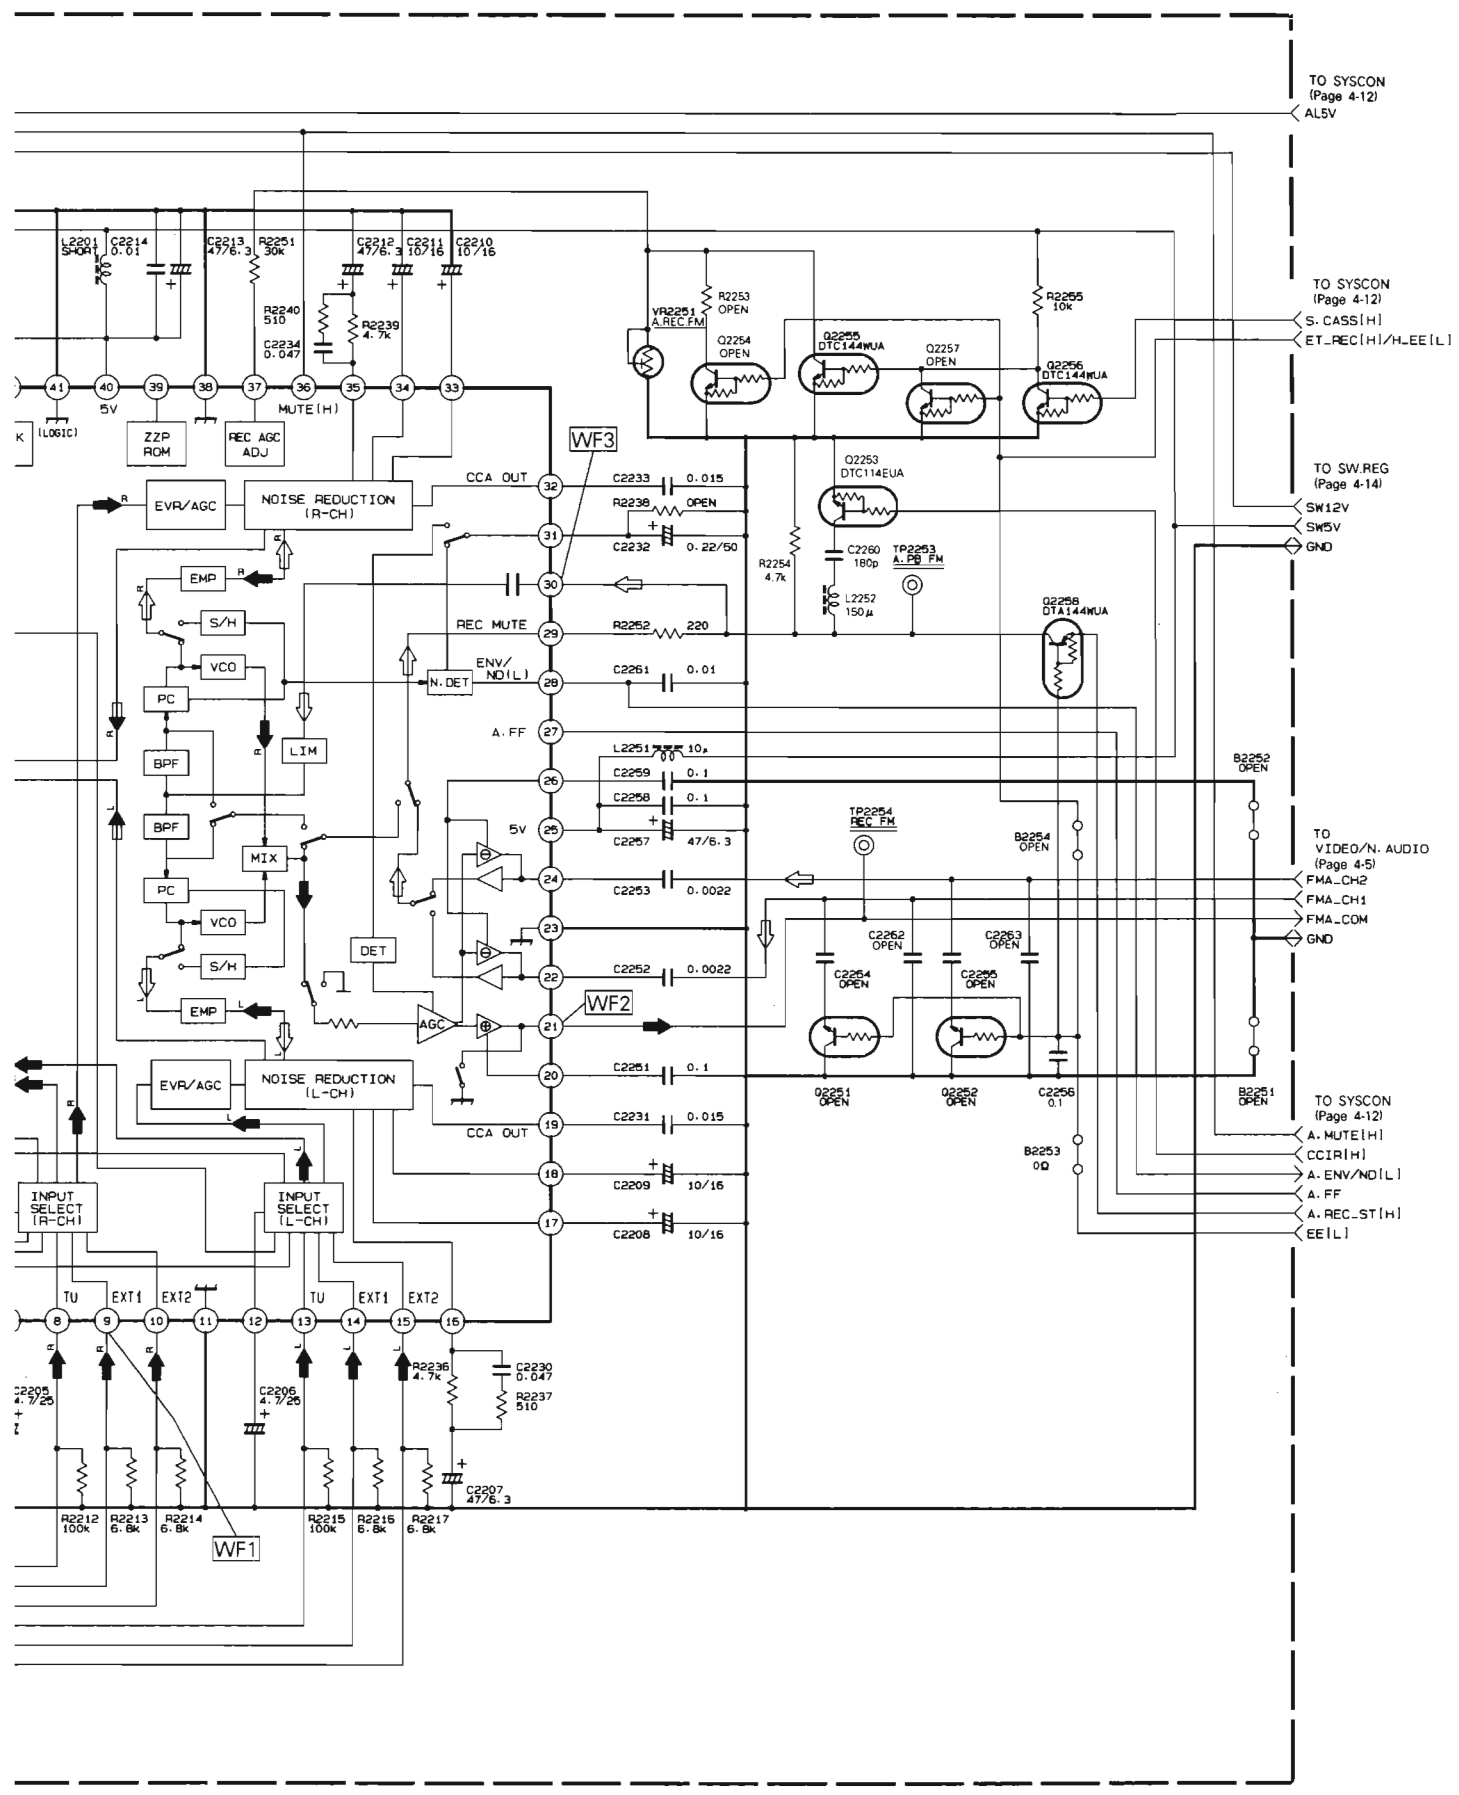 TO SYSCON
(Page 4-12)
AL5V
L2201
SHORT
C2214
0.01
C2213
47/6.3
R2251
30k
C2212
47/6.3
C2211
10/16
C2210
10/16
R2240
510
C2234
0.047
R2239
4.7k
VR2251
A.REC.FM
R2253
OPEN
Q2254
OPEN
Q2255
DTC144WUA
Q2257
OPEN
R2255
10k
Q2256
DTC144WUA
TO SYSCON
(Page 4-12)
S.CASS[H]
ET_REC[H]/H_EE[L]
41
40
39
38
37
36
35
34
33
5V
MUTE[H]
(LOGIC)
K
ZZP
ROM
REC AGC
ADJ
WF3
CCA OUT
32
C2233
0.015
R2238
OPEN
+
31
C2232
0.22/50
EVR/AGC
NOISE REDUCTION
(R-CH)
R
Q2253
DTC114EUA
R2254
4.7k
C2260
180p
L2252
150μ
TP2253
A.PB FM
TO SW.REG
(Page 4-14)
SW12V
SW5V
GND
EMP
R
R
R
30
S/H
VCO
PC
BPF
BPF
PC
VCO
S/H
EMP
MIX
LIM
R
R
L
L
L
L
REC MUTE
29
R2252
220
ENV/
ND(L)
N.DET
28
C2261
0.01
Q2258
DTA144WUA
A.FF
27
L2251
10μ
26
C2259
0.1
C2258
0.1
5V
25
C2257
47/6.3
B2252
OPEN
TP2254
REC FM
B2254
OPEN
TO
VIDEO/N.AUDIO
(Page 4-5)
FMA_CH2
FMA_CH1
FMA_COM
GND
24
C2253
0.0022
23
22
C2252
0.0022
C2262
OPEN
C2263
OPEN
C2264
OPEN
C2265
OPEN
DET
AGC
21
WF2
20
C2251
0.1
Q2251
OPEN
Q2252
OPEN
C2256
0.1
B2251
OPEN
EVR/AGC
NOISE REDUCTION
(L-CH)
L
CCA OUT
19
C2231
0.015
18
C2209
10/16
17
C2208
10/16
B2253
0Ω
TO SYSCON
(Page 4-12)
A.MUTE[H]
CCIR[H]
A.ENV/ND[L]
A.FF
A.REC_ST[H]
EE[L]
R
L
INPUT
SELECT
(R-CH)
INPUT
SELECT
(L-CH)
TU
EXT1
EXT2
TU
EXT1
EXT2
8
9
10
11
12
13
14
15
16
R
R
R
L
L
L
C2205
4.7/25
C2206
4.7/25
R2236
4.7k
C2230
0.047
R2237
510
C2207
47/6.3
R2212
100k
R2213
6.8k
R2214
6.8k
R2215
100k
R2216
6.8k
R2217
6.8k
WF1